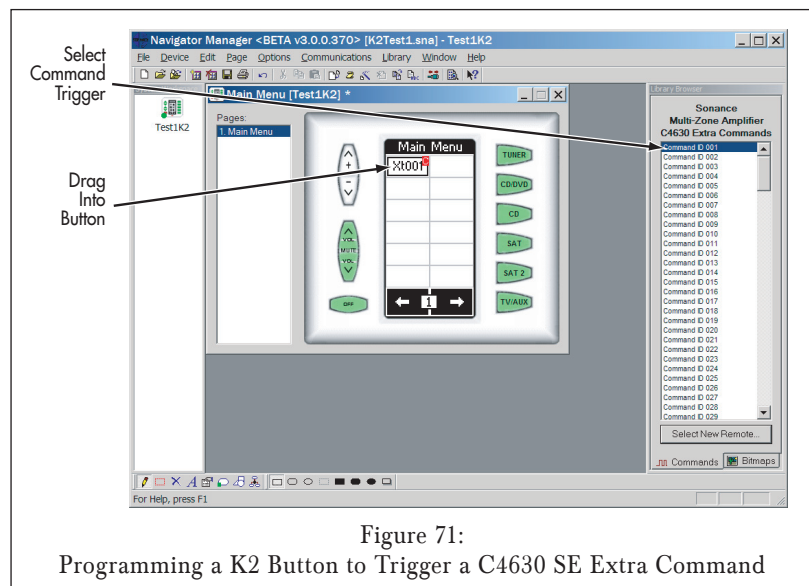 Navigator Manager <BETA v3.0.0.370> [K2Test1.sna] - Test1K2
File Device Edit Page Options Communications Library Window Help
Select
Command
Trigger
Test1K2
Main Menu [Test1K2] *
Pages:
1. Main Menu
Main Menu
Xt001
C
+
−
VOL
MUTE
VOL
OFF
1
TUNER
CD/DVD
CD
SAT
SAT 2
TV/AUX
Drag
Into
Button
Library Browser
Sonance
Multi-Zone Amplifier
C4630 Extra Commands
Command ID 001
Command ID 002
Command ID 003
Command ID 004
Command ID 005
Command ID 006
Command ID 007
Command ID 008
Command ID 009
Command ID 010
Command ID 011
Command ID 012
Command ID 013
Command ID 014
Command ID 015
Command ID 016
Command ID 017
Command ID 018
Command ID 019
Command ID 020
Command ID 021
Command ID 022
Command ID 023
Command ID 024
Command ID 025
Command ID 026
Command ID 027
Command ID 028
Command ID 029
Select New Remote...
Commands Bitmaps
For Help, press F1
Figure 71:
Programming a K2 Button to Trigger a C4630 SE Extra Command